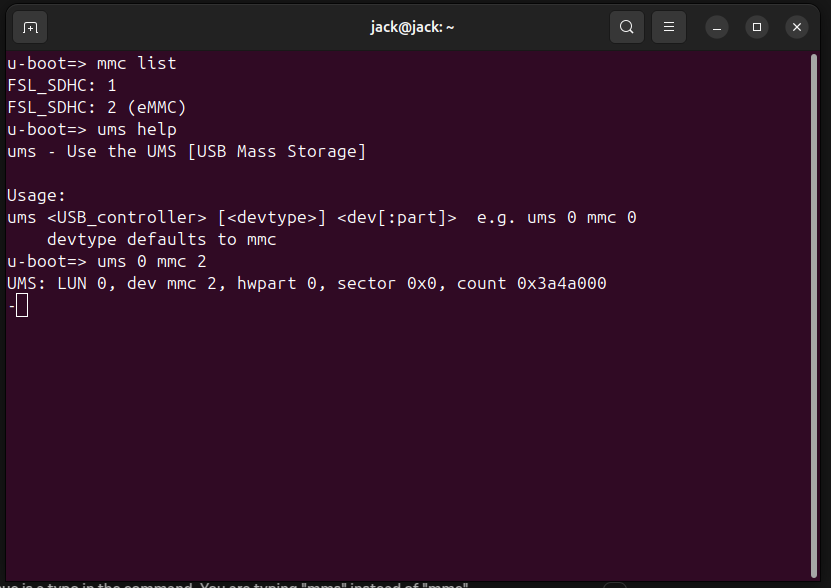 jack@jack: ~
u-boot=> mmc list
FSL_SDHC: 1
FSL_SDHC: 2 (eMMC)
u-boot=> ums help
ums - Use the UMS [USB Mass Storage]
Usage:
ums <USB_controller> [<devtype>] <dev[:part]>  e.g. ums 0 mmc 0
    devtype defaults to mmc
u-boot=> ums 0 mmc 2
UMS: LUN 0, dev mmc 2, hwpart 0, sector 0x0, count 0x3a4a000
-
is a typo in the command. You are typing "mms" instead of "mmc"